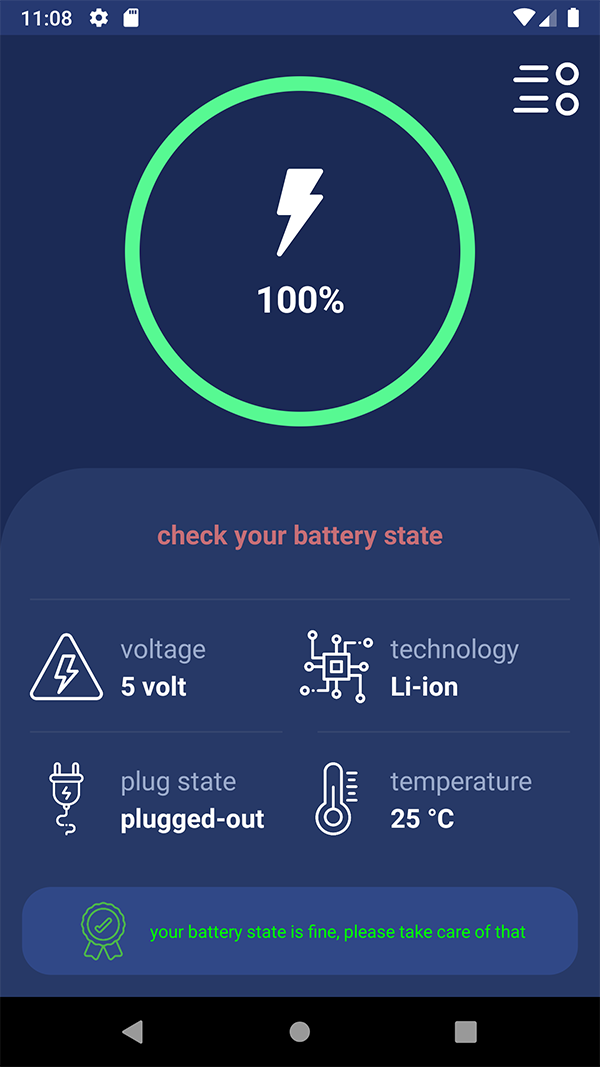 11:08
100%
check your battery state
voltage
5 volt
technology
Li-ion
plug state
plugged-out
temperature
25 °C
your battery state is fine, please take care of that